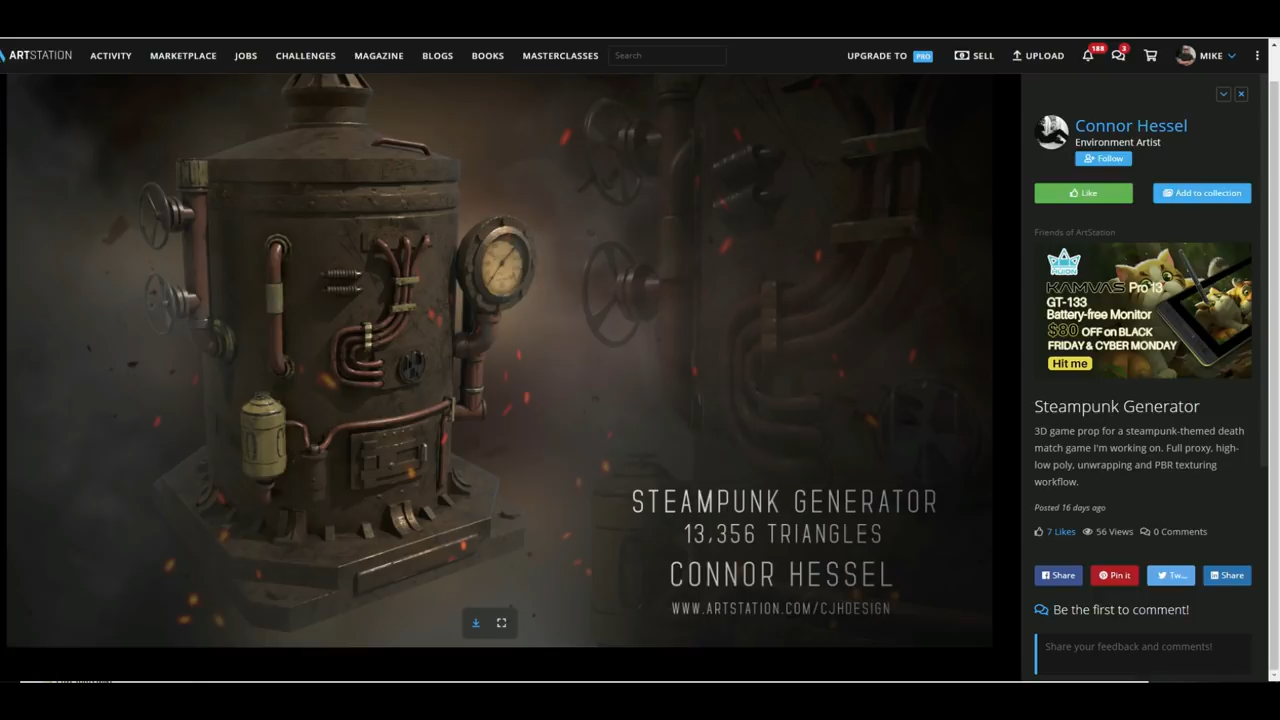 ARTSTATION
ACTIVITY
MARKETPLACE
JOBS
CHALLENGES
MAGAZINE
BLOGS
BOOKS
MASTERCLASSES
Search
UPGRADE TO PRO
SELL
UPLOAD
188
3
MIKE
Connor Hessel
Environment Artist
Follow
Like
Add to collection
Friends of ArtStation
HUION
KAMVAS Pro 13
GT-133
Battery-free Monitor
$80 OFF on BLACK
FRIDAY & CYBER MONDAY
Hit me
Steampunk Generator
3D game prop for a steampunk-themed death
match game I'm working on. Full proxy, high-
low poly, unwrapping and PBR texturing
workflow.
Posted 16 days ago
7 Likes
56 Views
0 Comments
Share
Pin it
Tw...
Share
Be the first to comment!
Share your feedback and comments!
STEAMPUNK GENERATOR
13,356 TRIANGLES
CONNOR HESSEL
WWW.ARTSTATION.COM/CJHDESIGN